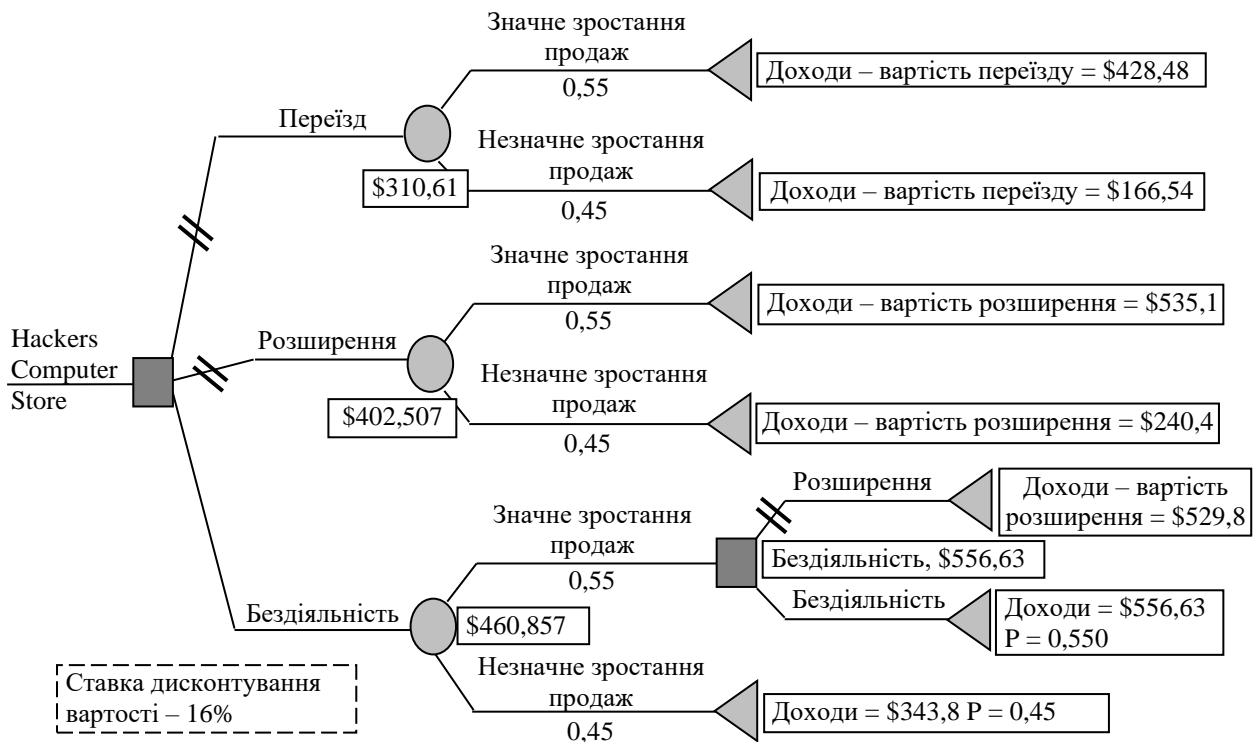 Значне зростання
продаж
0,55
Доходи – вартість переїзду = $428,48
Переїзд
$310,61
Незначне зростання
продаж
0,45
Доходи – вартість переїзду = $166,54
Hackers
Computer
Store
Значне зростання
продаж
0,55
Доходи – вартість розширення = $535,1
Розширення
$402,507
Незначне зростання
продаж
0,45
Доходи – вартість розширення = $240,4
Значне зростання
продаж
0,55
Розширення
Доходи – вартість
розширення = $529,8
Бездіяльність, $556,63
Бездіяльність
Доходи = $556,63
P = 0,550
Бездіяльність
$460,857
Незначне зростання
продаж
0,45
Доходи = $343,8 P = 0,45
Ставка дисконтування
вартості – 16%